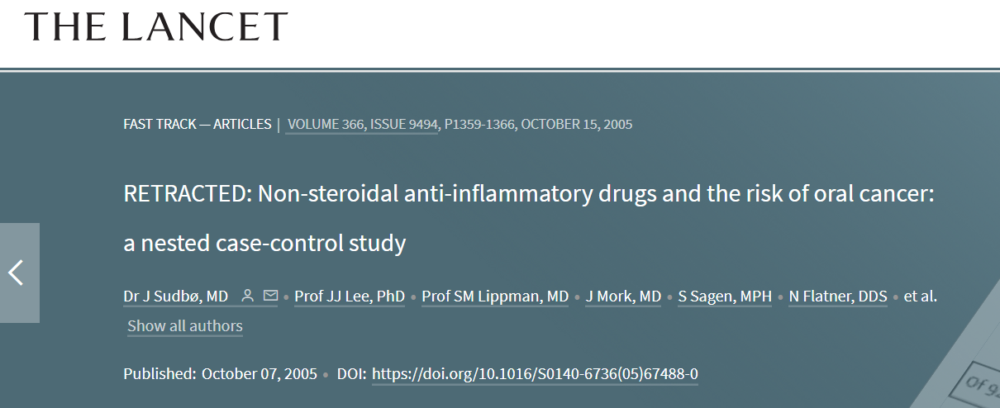 THE LANCET
FAST TRACK — ARTICLES | VOLUME 366, ISSUE 9494, P1359-1366, OCTOBER 15, 2005
RETRACTED: Non-steroidal anti-inflammatory drugs and the risk of oral cancer:
a nested case-control study
Dr J Sudbø, MD • Prof JJ Lee, PhD • Prof SM Lippman, MD • J Mork, MD • S Sagen, MPH • N Flatner, DDS • et al.
Show all authors
Published: October 07, 2005 • DOI: https://doi.org/10.1016/S0140-6736(05)67488-0
Of